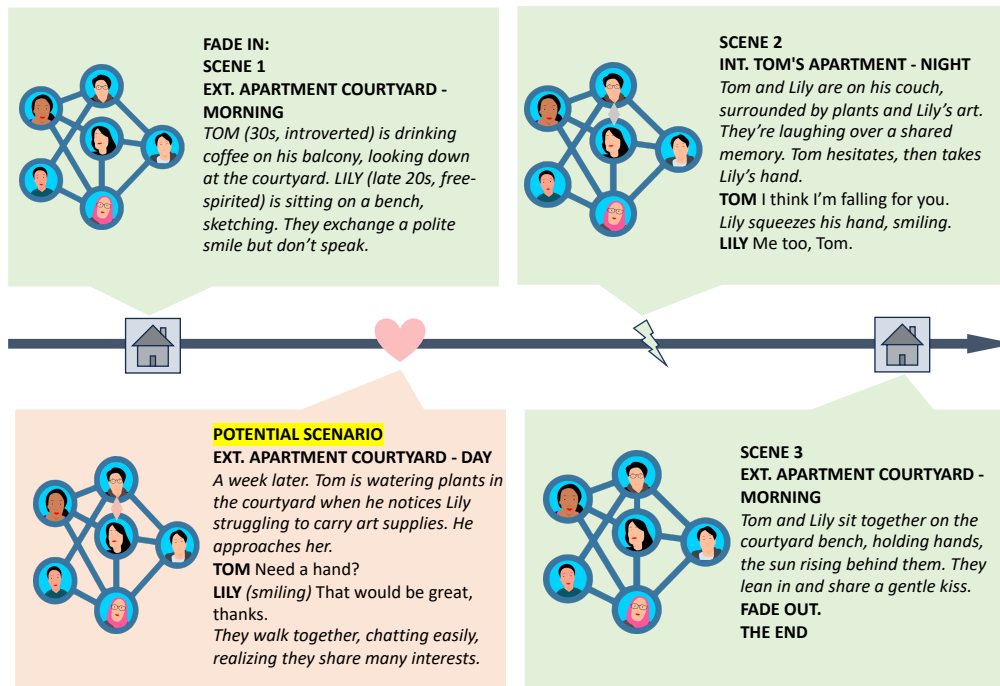 FADE IN:
SCENE 1
EXT. APARTMENT COURTYARD -
MORNING
TOM (30s, introverted) is drinking
coffee on his balcony, looking down
at the courtyard. LILY (late 20s, free-
spirited) is sitting on a bench,
sketching. They exchange a polite
smile but don’t speak.
SCENE 2
INT. TOM'S APARTMENT - NIGHT
Tom and Lily are on his couch,
surrounded by plants and Lily’s art.
They’re laughing over a shared
memory. Tom hesitates, then takes
Lily’s hand.
TOM I think I’m falling for you.
Lily squeezes his hand, smiling.
LILY Me too, Tom.
POTENTIAL SCENARIO
EXT. APARTMENT COURTYARD - DAY
A week later. Tom is watering plants in
the courtyard when he notices Lily
struggling to carry art supplies. He
approaches her.
TOM Need a hand?
LILY (smiling) That would be great,
thanks.
They walk together, chatting easily,
realizing they share many interests.
SCENE 3
EXT. APARTMENT COURTYARD -
MORNING
Tom and Lily sit together on the
courtyard bench, holding hands,
the sun rising behind them. They
lean in and share a gentle kiss.
FADE OUT.
THE END